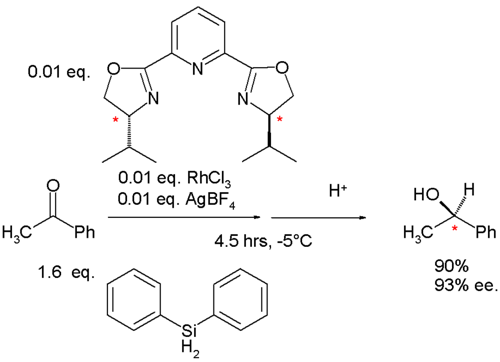 N
O
O
0.01 eq.
N
N
*
*
0.01 eq. RhCl3
0.01 eq. AgBF4
H+
O
H3C
Ph
HO
H
H3C
*
Ph
4.5 hrs, -5°C
90%
93% ee.
1.6 eq.
Si
H2